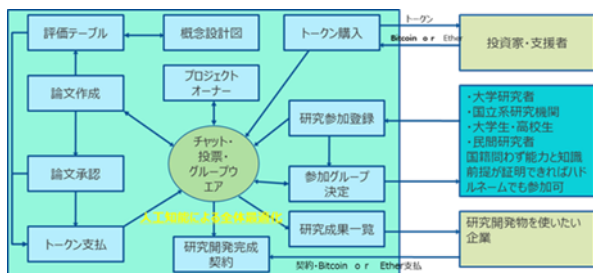 評価テーブル
概念設計図
トークン購入
トークン
Bitcoin or Ether
投資家・支援者
論文作成
プロジェクト
オーナー
研究参加登録
・大学研究者
・国立系研究機関
・大学生・高校生
・民間研究者
国籍問わず能力と知識
前提が証明できればハド
ルネームでも参加可
チャット・
投票・
グループウ
エア
論文承認
参加グループ
決定
人工知能による全体最適化
トークン支払
研究開発完成
契約
研究成果一覧
研究開発物を使いたい
企業
契約・Bitcoin or Ether支払